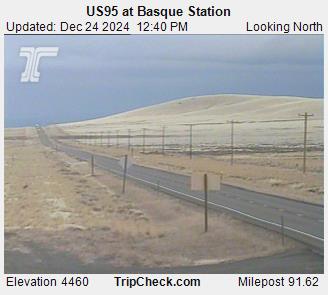 US95 at Basque Station
Updated: Dec 24 2024 12:40 PM Looking North
Elevation 4460 TripCheck.com Milepost 91.62